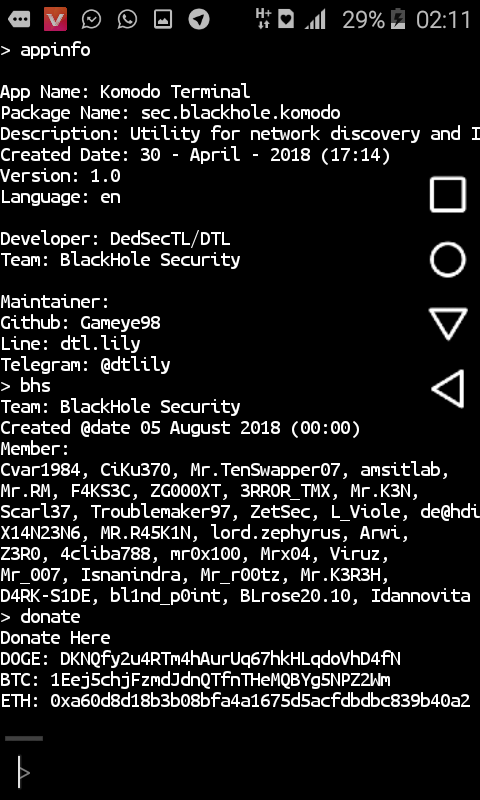 H+ 29% 02:11
> appinfo
App Name: Komodo Terminal
Package Name: sec.blackhole.komodo
Description: Utility for network discovery and I
Created Date: 30 - April - 2018 (17:14)
Version: 1.0
Language: en
Developer: DedSecTL/DTL
Team: BlackHole Security
Maintainer:
Github: Gameye98
Line: dtl.lily
Telegram: @dtlily
> bhs
Team: BlackHole Security
Created @date 05 August 2018 (00:00)
Member:
Cvar1984, CiKu370, Mr.TenSwapper07, amsitlab,
Mr.RM, F4KS3C, ZG000XT, 3RROR_TMX, Mr.K3N,
Scarl37, Troublemaker97, ZetSec, L_Viole, de@hdi
X14N23N6, MR.R45K1N, lord.zephyrus, Arwi,
Z3R0, 4cliba788, mr0x100, Mrx04, Viruz,
Mr_007, Isnanindra, Mr_r00tz, Mr.K3R3H,
D4RK-S1DE, bl1nd_p0int, BLrose20.10, Idannovita
> donate
Donate Here
DOGE: DKNQfy2u4RTm4hAurUq67hkHLqdoVhD4fN
BTC: 1Eej5chjFzmdJdnQTfnTHeMQBYg5NPZ2Wm
ETH: 0xa60d8d18b3b08bfa4a1675d5acfdbdbc839b40a2
>